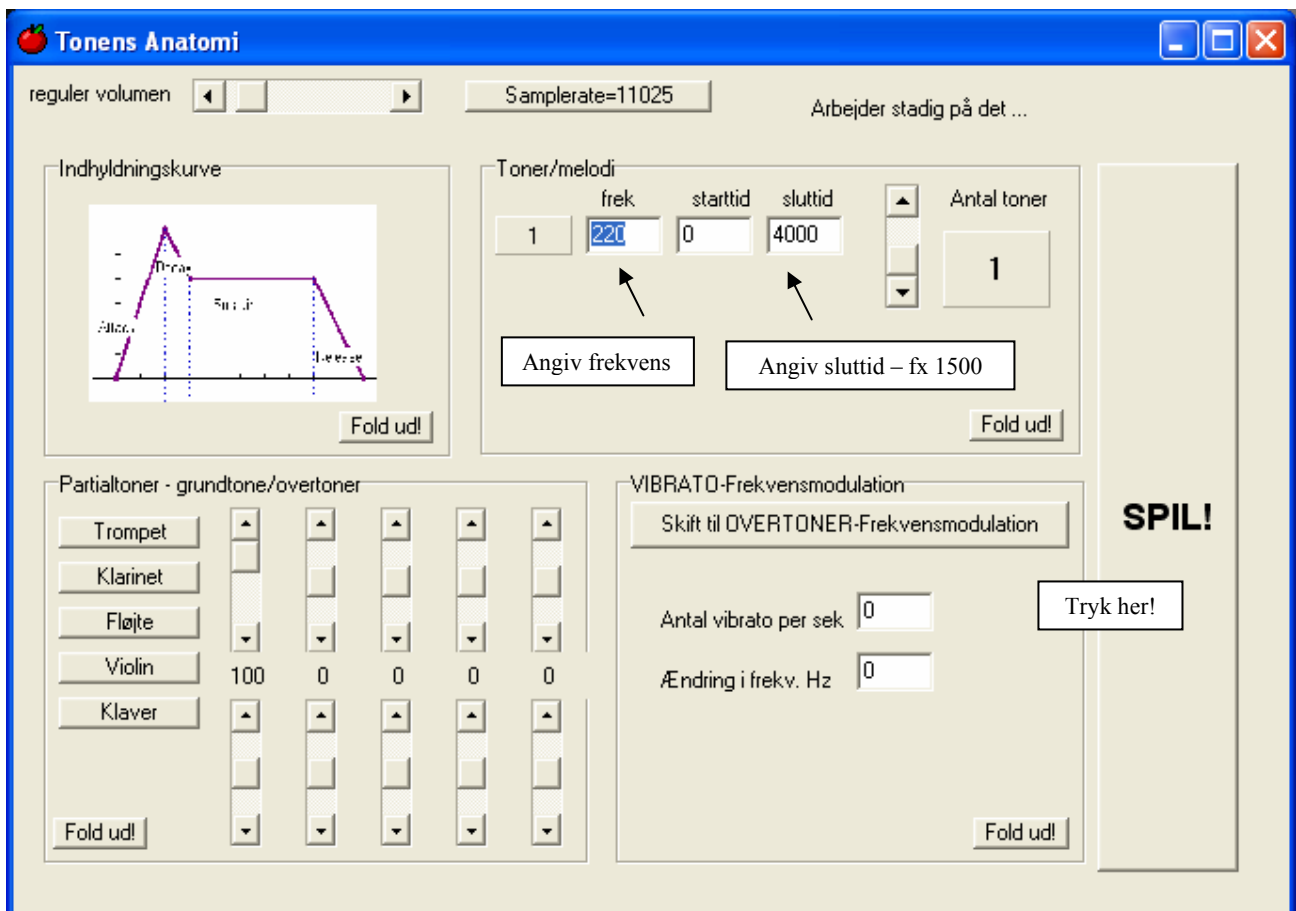 Tonens Anatomi
reguler volumen
Samplerate=11025
Arbejder stadig på det ...
Indhyldningskurve
Fold ud!
Toner/melodi
frek starttid sluttid
Antal toner
1 220 0 4000
1
Angiv frekvens
Angiv sluttid – fx 1500
Fold ud!
Partialtoner - grundtone/overtoner
Trompet
Klarinet
Fløjte
Violin
Klaver
100 0 0 0 0
Fold ud!
VIBRATO-Frekvensmodulation
Skift til OVERTONER-Frekvensmodulation
Antal vibrato per sek 0
Ændring i frekv. Hz 0
Fold ud!
SPIL!
Tryk her!